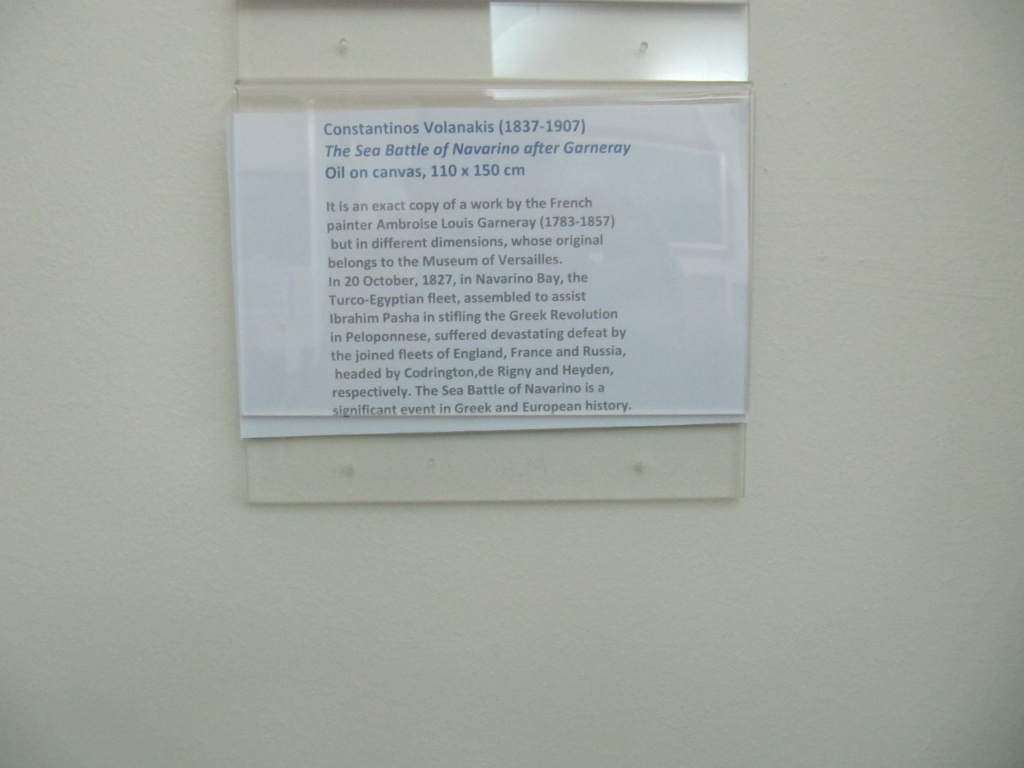 Constantinos Volanakis (1837-1907)
The Sea Battle of Navarino after Garneray
Oil on canvas, 110 x 150 cm
It is an exact copy of a work by the French
painter Ambroise Louis Garneray (1783-1857)
but in different dimensions, whose original
belongs to the Museum of Versailles.
In 20 October, 1827, in Navarino Bay, the
Turco-Egyptian fleet, assembled to assist
Ibrahim Pasha in stifling the Greek Revolution
in Peloponnese, suffered devastating defeat by
the joined fleets of England, France and Russia,
headed by Codrington,de Rigny and Heyden,
respectively. The Sea Battle of Navarino is a
significant event in Greek and European history.